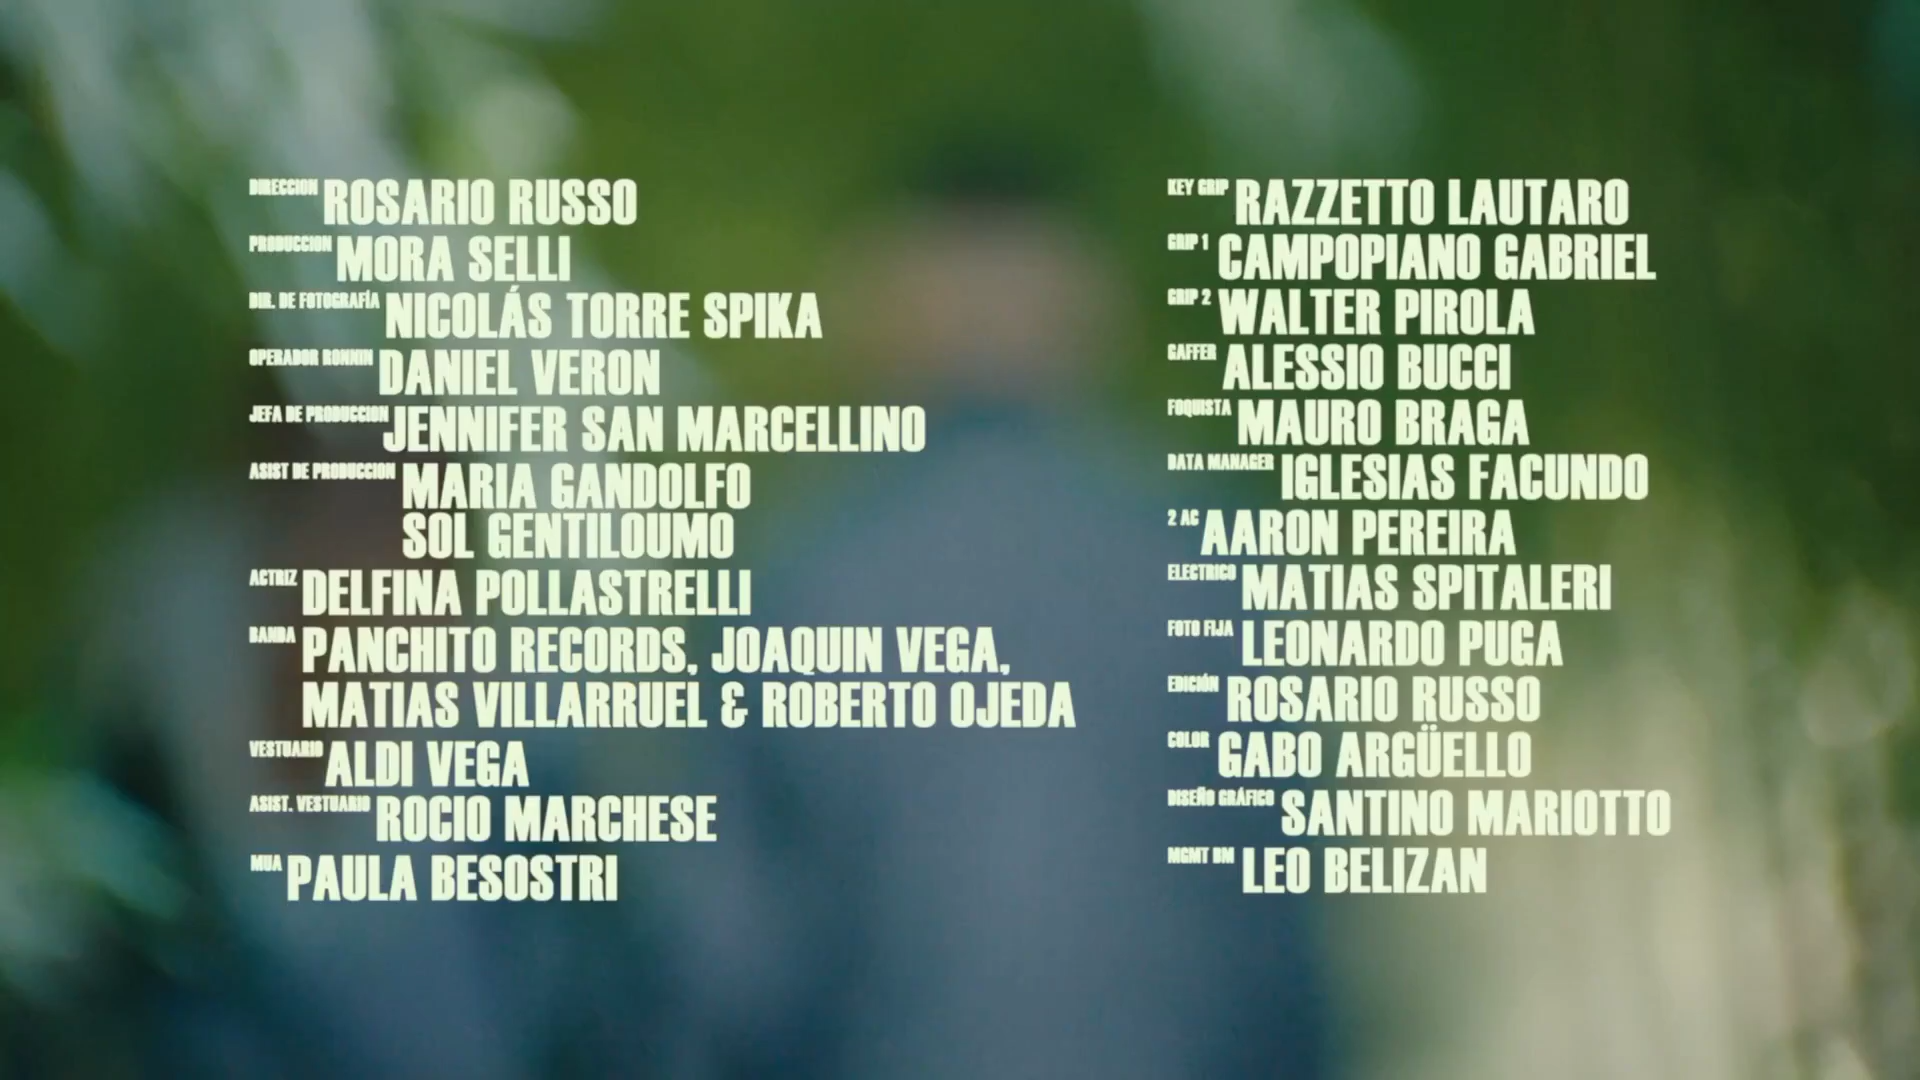 DIRECCION ROSARIO RUSSO
PRODUCCION MORA SELLI
DIR. DE FOTOGRAFÍA NICOLÁS TORRE SPIKA
OPERADOR RONNIN DANIEL VERON
JEFA DE PRODUCCION JENNIFER SAN MARCELLINO
ASIST DE PRODUCCION MARIA GANDOLFO
SOL GENTILOUMO
ACTRIZ DELFINA POLLASTRELLI
BANDA PANCHITO RECORDS, JOAQUIN VEGA,
MATIAS VILLARRUEL & ROBERTO OJEDA
VESTUARIO ALDI VEGA
ASIST. VESTUARIO ROCIO MARCHESE
MUA PAULA BESOSTRI
KEY GRIP RAZZETTO LAUTARO
GRIP 1 CAMPOPIANO GABRIEL
GRIP 2 WALTER PIROLA
GAFFER ALESSIO BUCCI
FOQUISTA MAURO BRAGA
DATA MANAGER IGLESIAS FACUNDO
2 AC AARON PEREIRA
ELECTRICO MATIAS SPITALERI
FOTO FIJA LEONARDO PUGA
EDICIÓN ROSARIO RUSSO
COLOR GABO ARGÜELLO
DISEÑO GRÁFICO SANTINO MARIOTTO
MGMT BM LEO BELIZAN